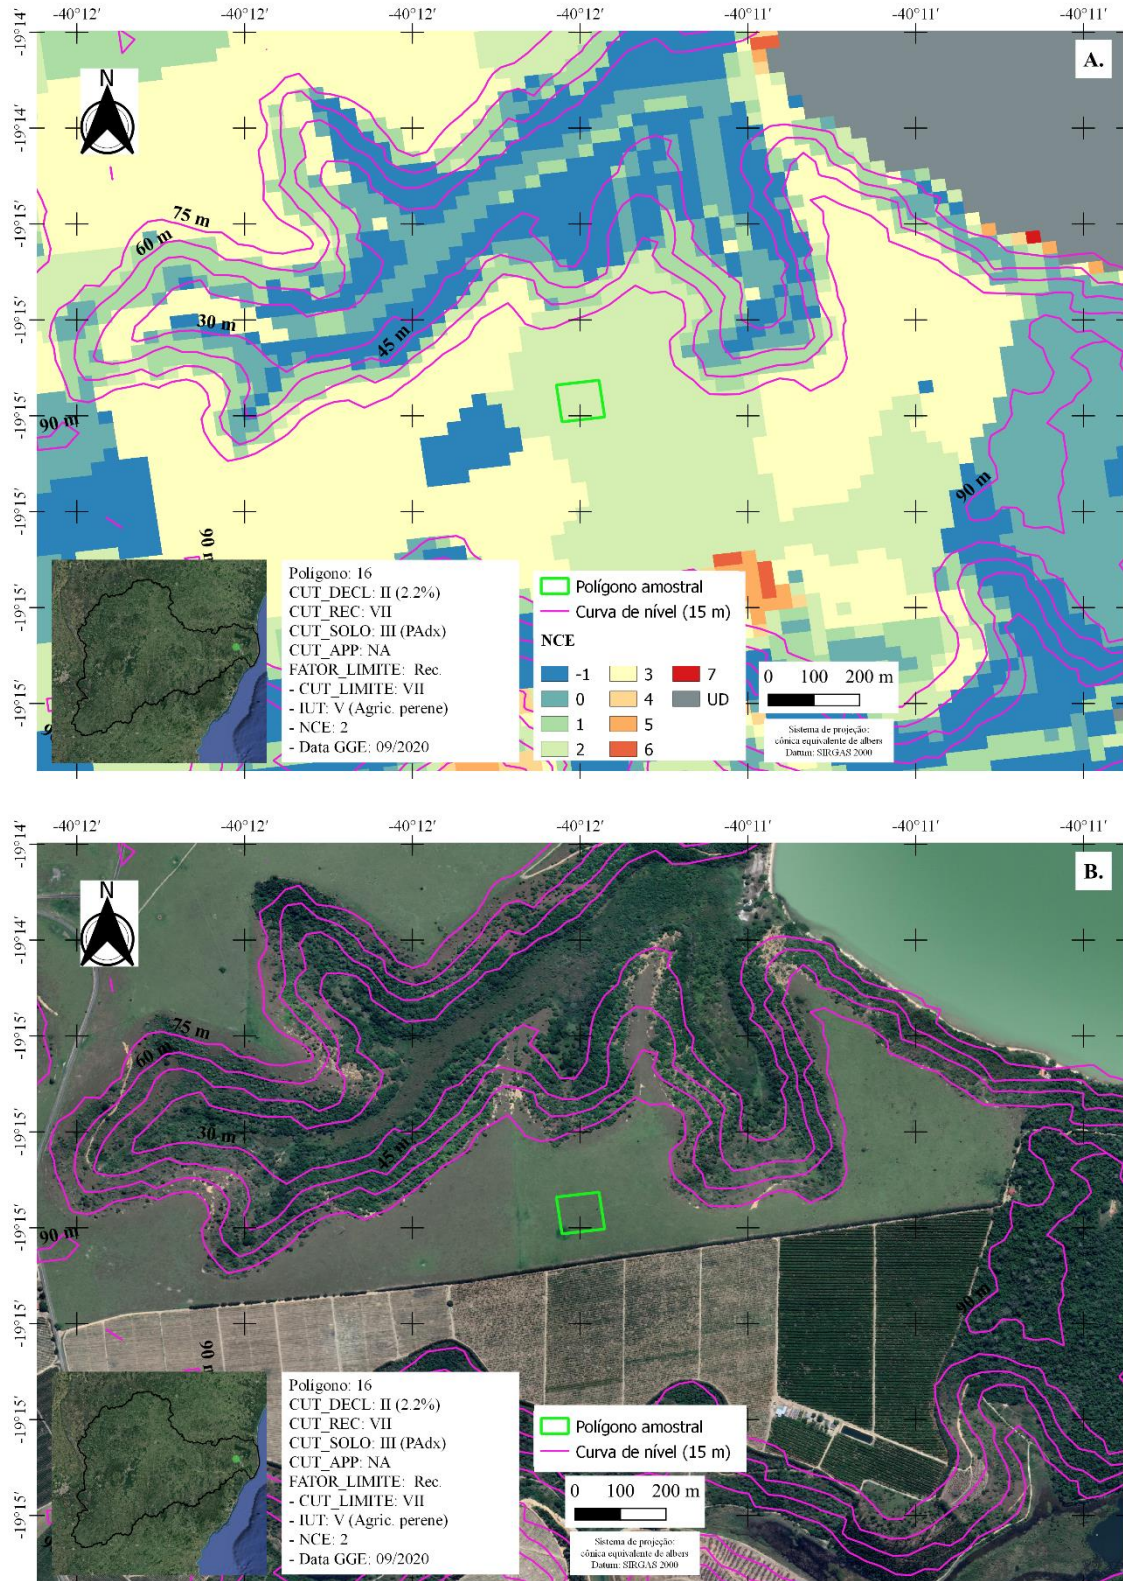 -40°12' -40°12' -40°12' -40°12' -40°11' -40°11' -40°11'
-19°14'
A.
N
-19°14'
-19°15'
75 m
60 m
-19°15'
30 m
45 m
-19°15'
90 m
-19°15'
90 m
90 m
-19°15'
-19°15'
Polígono: 16
CUT_DECL: II (2.2%)
CUT_REC: VII
CUT_SOLO: III (PAdx)
CUT_APP: NA
FATOR_LIMITE: Rec.
- CUT_LIMITE: VII
- IUT: V (Agric. perene)
- NCE: 2
- Data GGE: 09/2020
Polígono amostral
Curva de nível (15 m)
NCE
-1 3 7
0 4 UD
1 5
2 6
0 100 200 m
Sistema de projeção:
cônica equivalente de albers
Datum: SIRGAS 2000
-40°12' -40°12' -40°12' -40°12' -40°11' -40°11' -40°11'
-19°14'
B.
N
-19°14'
-19°15'
75 m
60 m
-19°15'
30 m
45 m
-19°15'
90 m
-19°15'
90 m
90 m
-19°15'
-19°15'
Polígono: 16
CUT_DECL: II (2.2%)
CUT_REC: VII
CUT_SOLO: III (PAdx)
CUT_APP: NA
FATOR_LIMITE: Rec.
- CUT_LIMITE: VII
- IUT: V (Agric. perene)
- NCE: 2
- Data GGE: 09/2020
Polígono amostral
Curva de nível (15 m)
0 100 200 m
Sistema de projeção:
cônica equivalente de albers
Datum: SIRGAS 2000